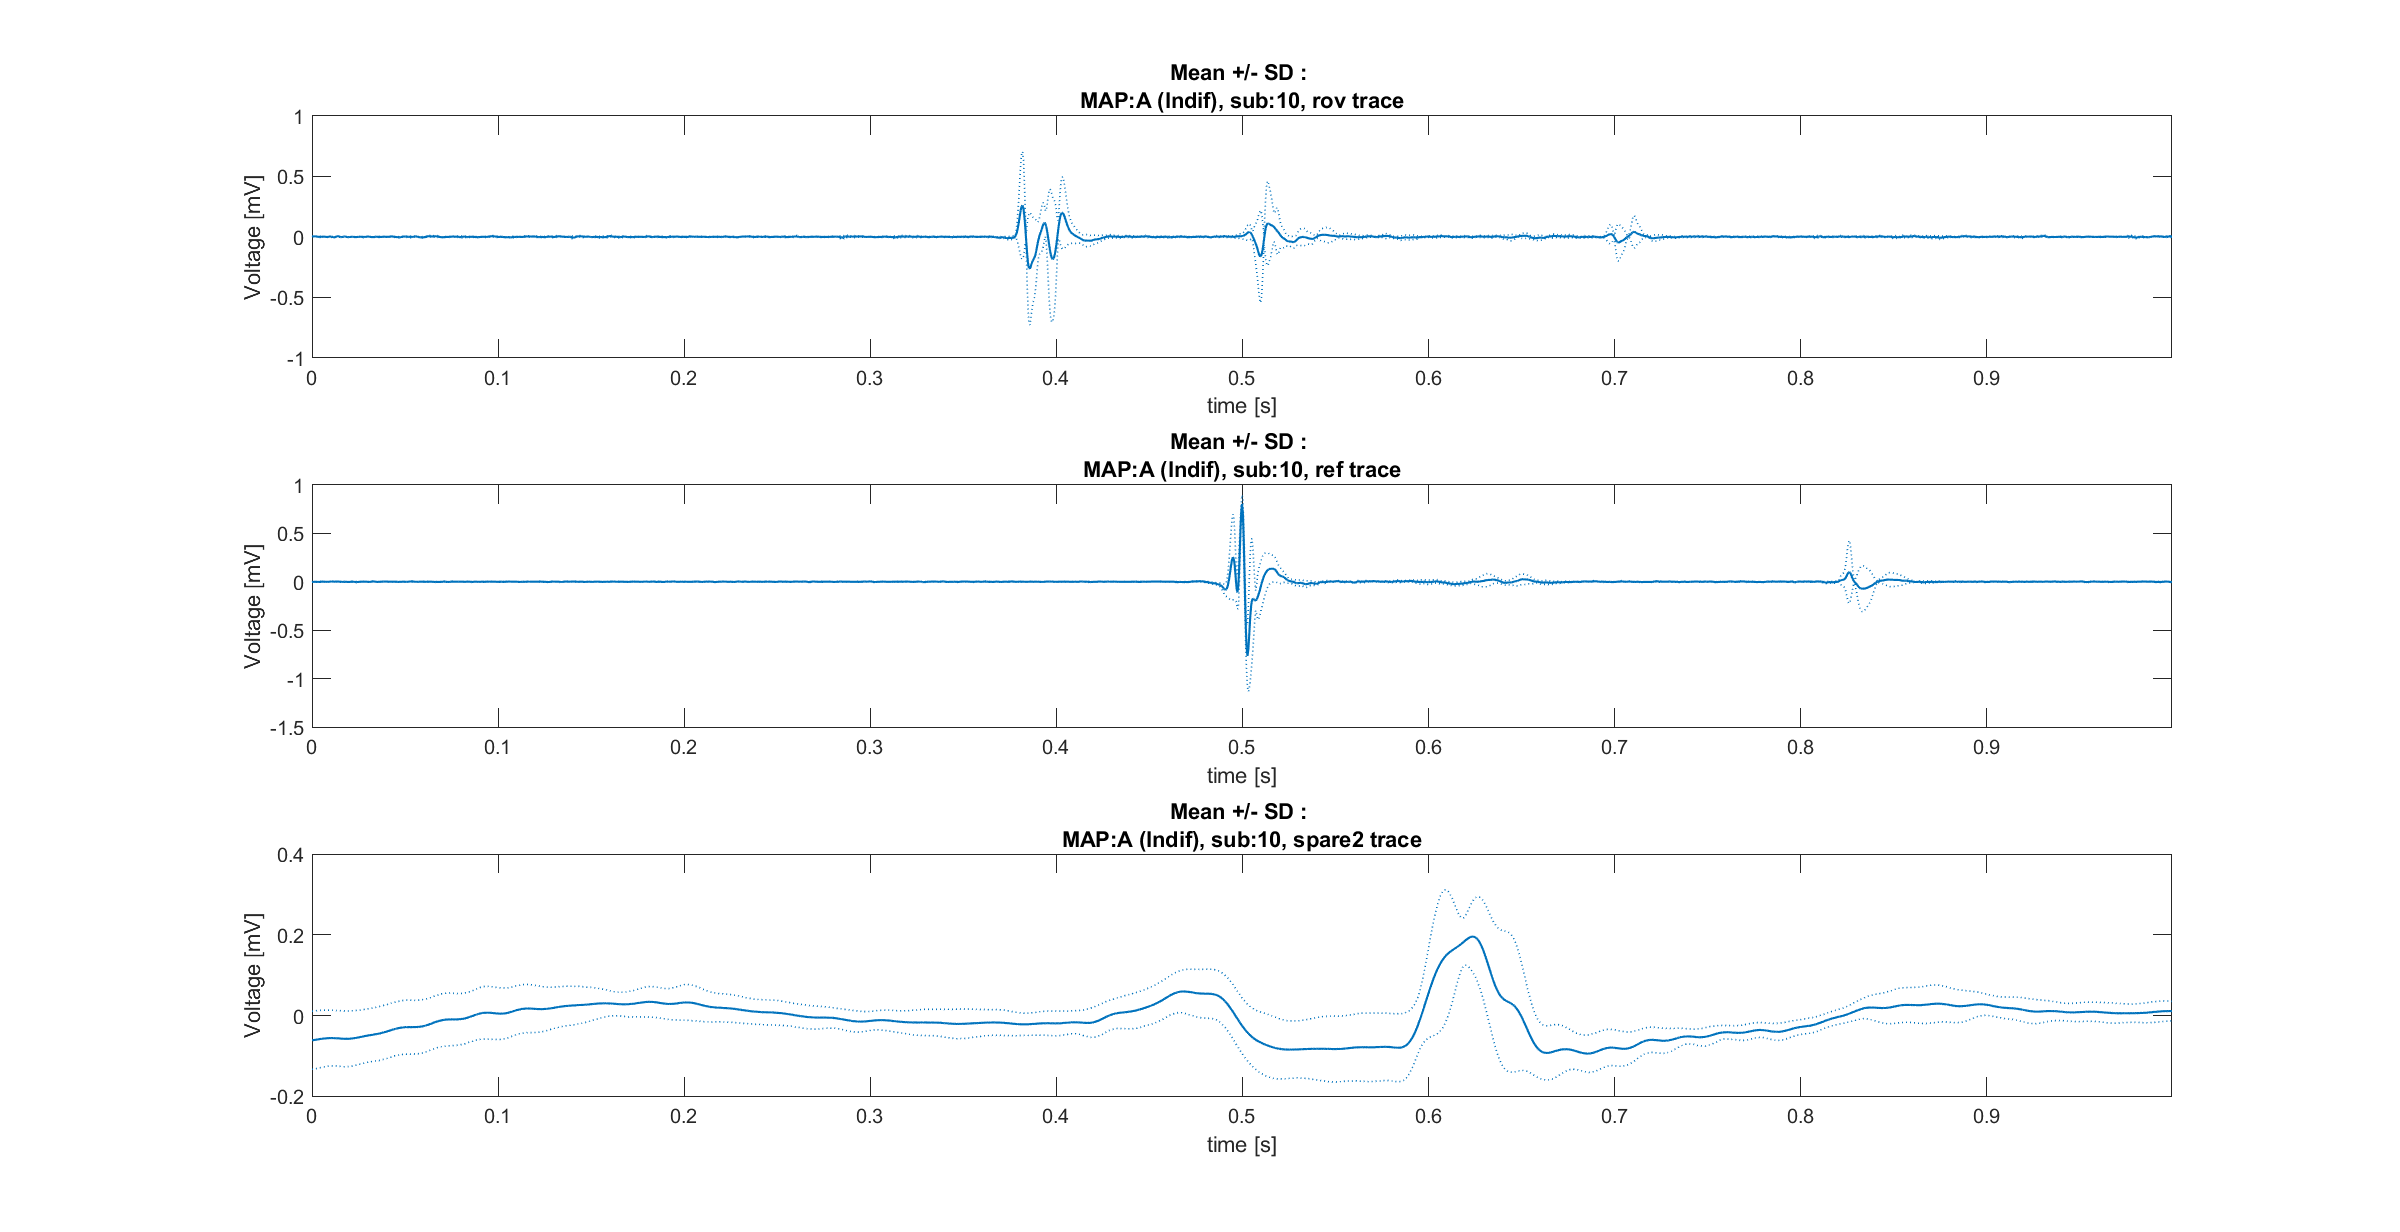 Mean +/- SD :
MAP:A (Indif), sub:10, rov trace
1
0.5
0
-0.5
-1
Voltage [mV]
0 0.1 0.2 0.3 0.4 0.5 0.6 0.7 0.8 0.9
time [s]
Mean +/- SD :
MAP:A (Indif), sub:10, ref trace
1
0.5
0
-0.5
-1
-1.5
Voltage [mV]
0 0.1 0.2 0.3 0.4 0.5 0.6 0.7 0.8 0.9
time [s]
Mean +/- SD :
MAP:A (Indif), sub:10, spare2 trace
0.4
0.2
0
-0.2
Voltage [mV]
0 0.1 0.2 0.3 0.4 0.5 0.6 0.7 0.8 0.9
time [s]